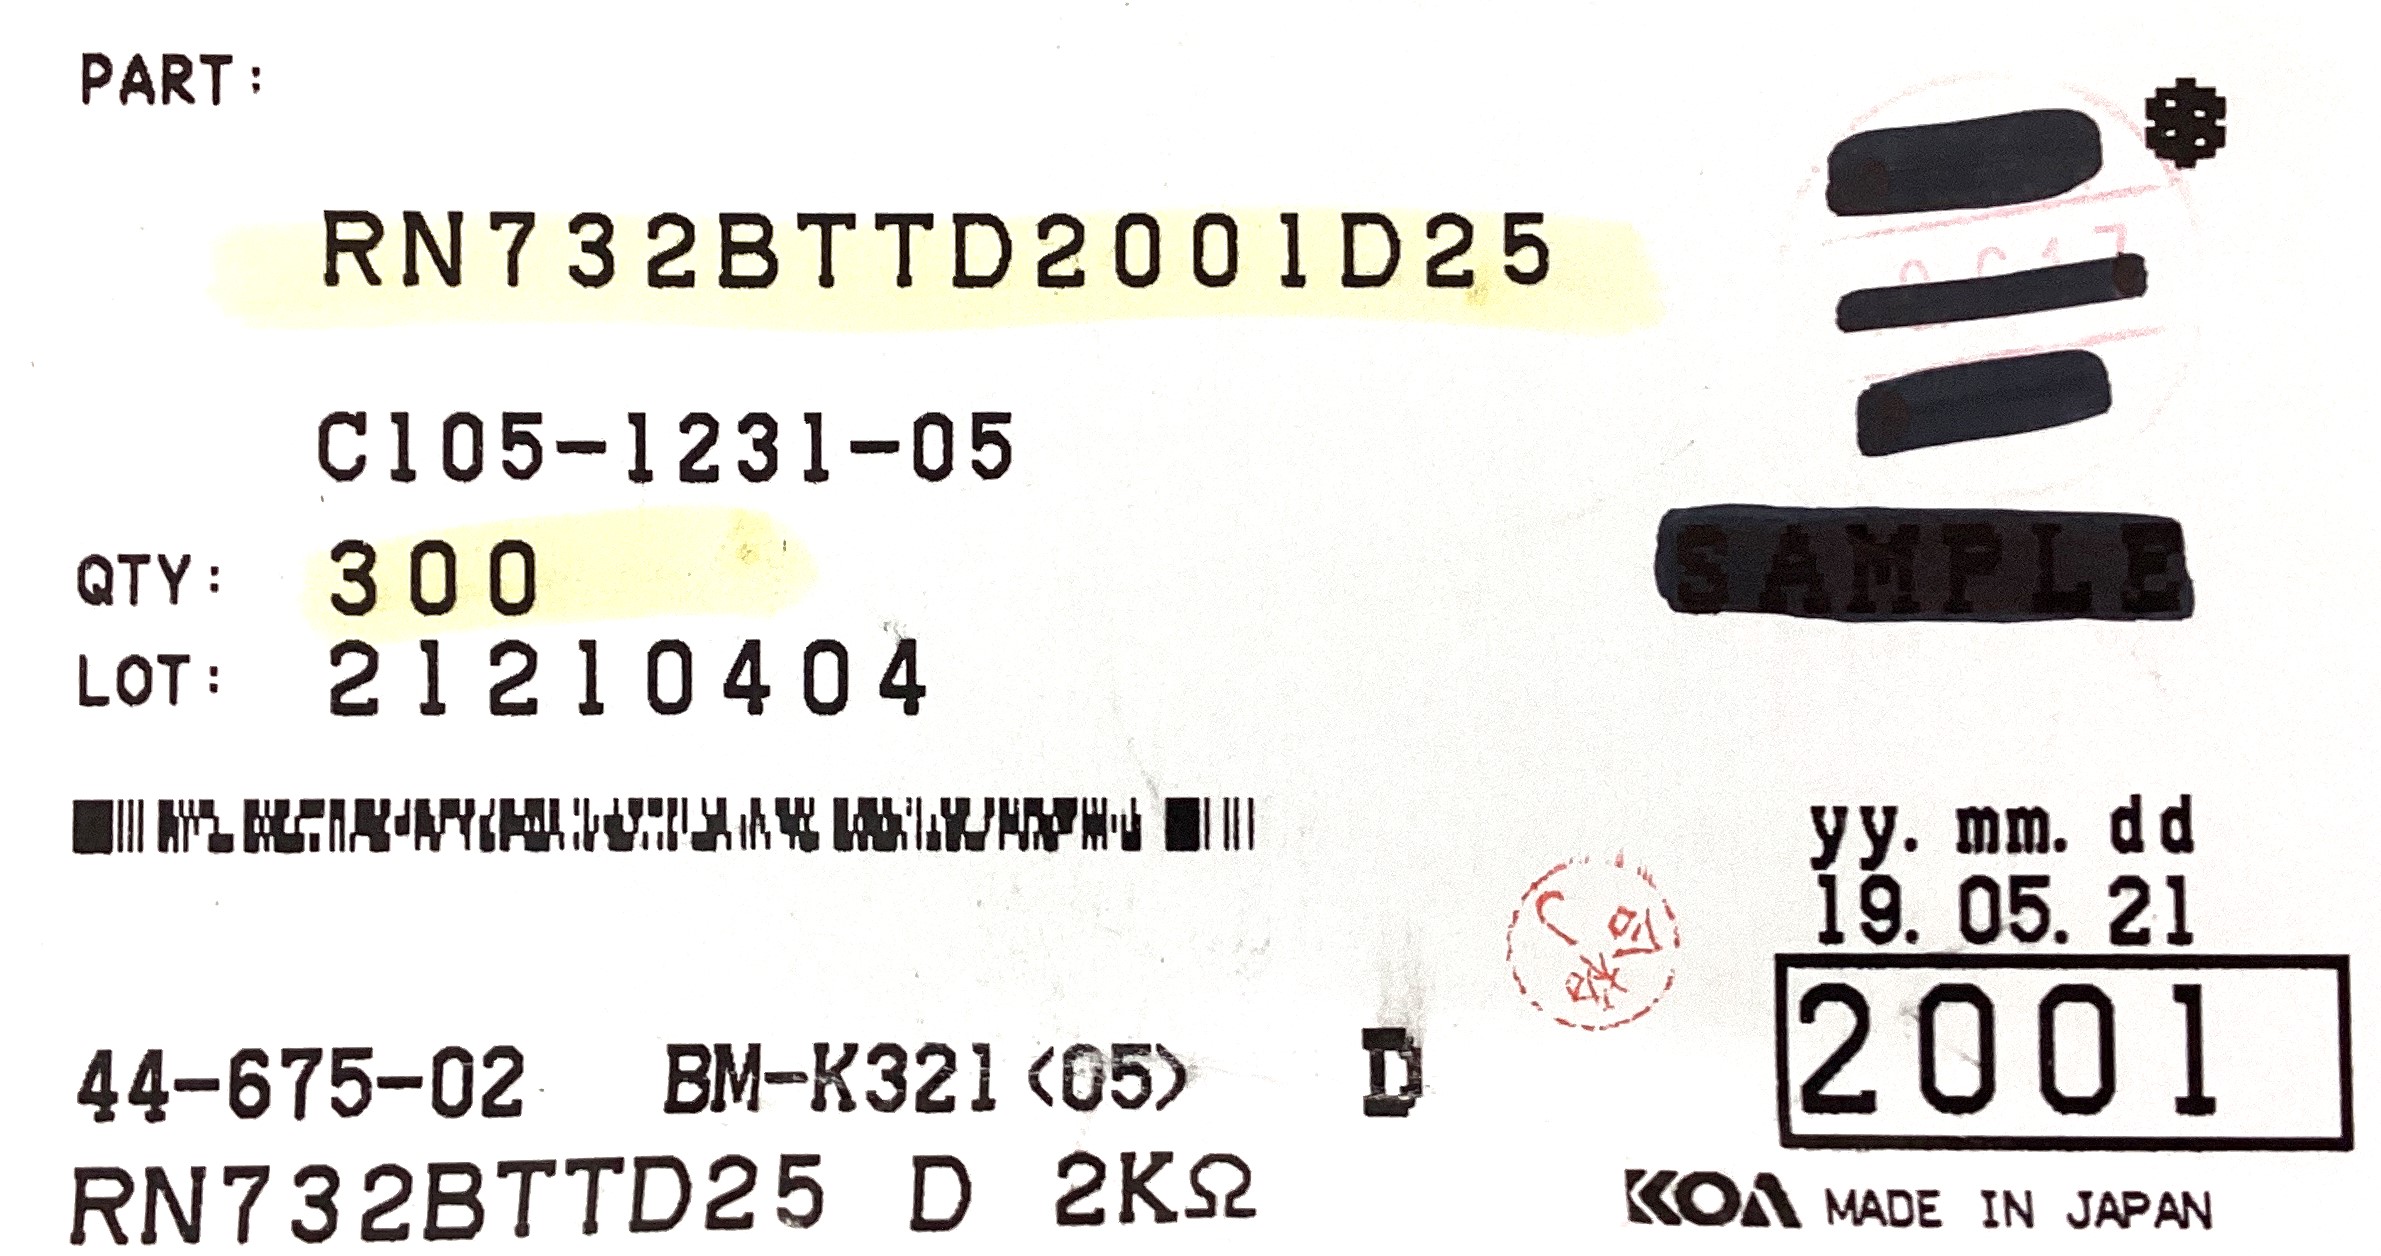 PART:
RN732BTTD2001D25
C105-1231-05
QTY: 300
LOT: 21210404
SAMPLE
yy. mm. dd
19. 05. 21
2001
44-675-02 BM-K321<05> D
RN732BTTD25 D 2KΩ
KOA MADE IN JAPAN